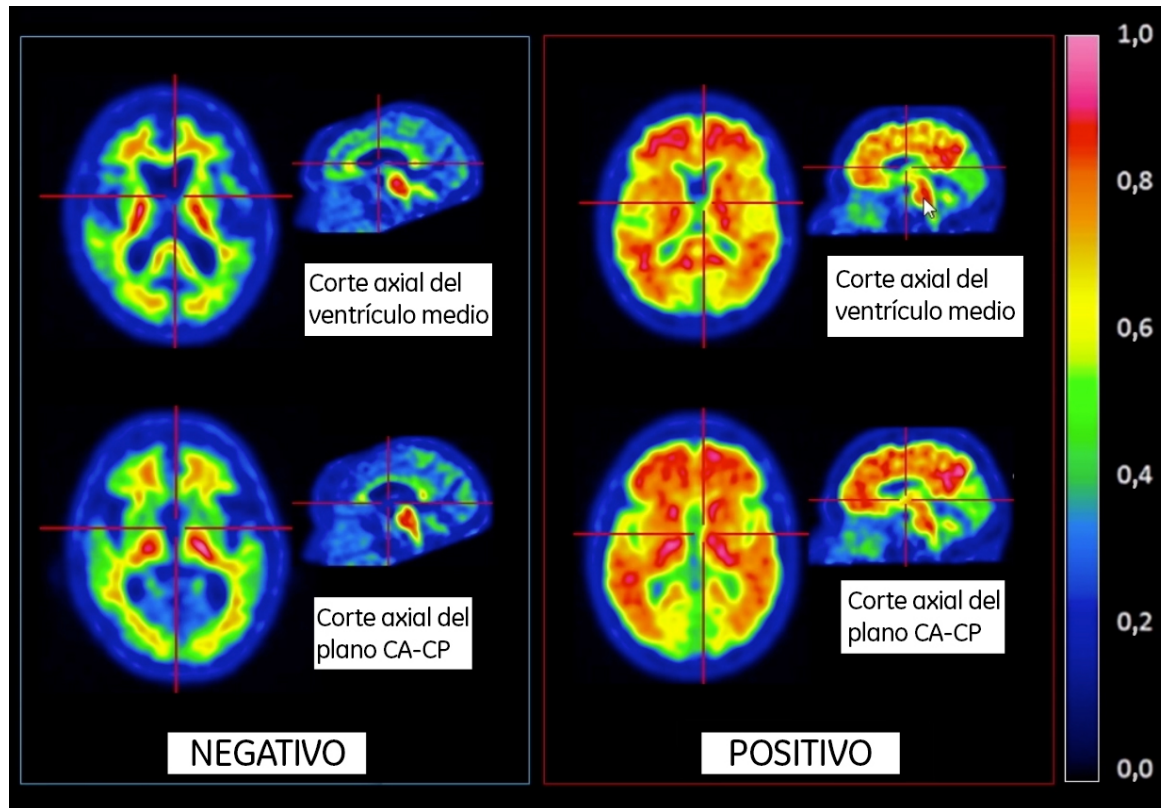 Corte axial del
ventrículo medio
Corte axial del
plano CA-CP
NEGATIVO
Corte axial del
ventrículo medio
Corte axial del
plano CA-CP
POSITIVO
1,0
0,8
0,6
0,4
0,2
0,0